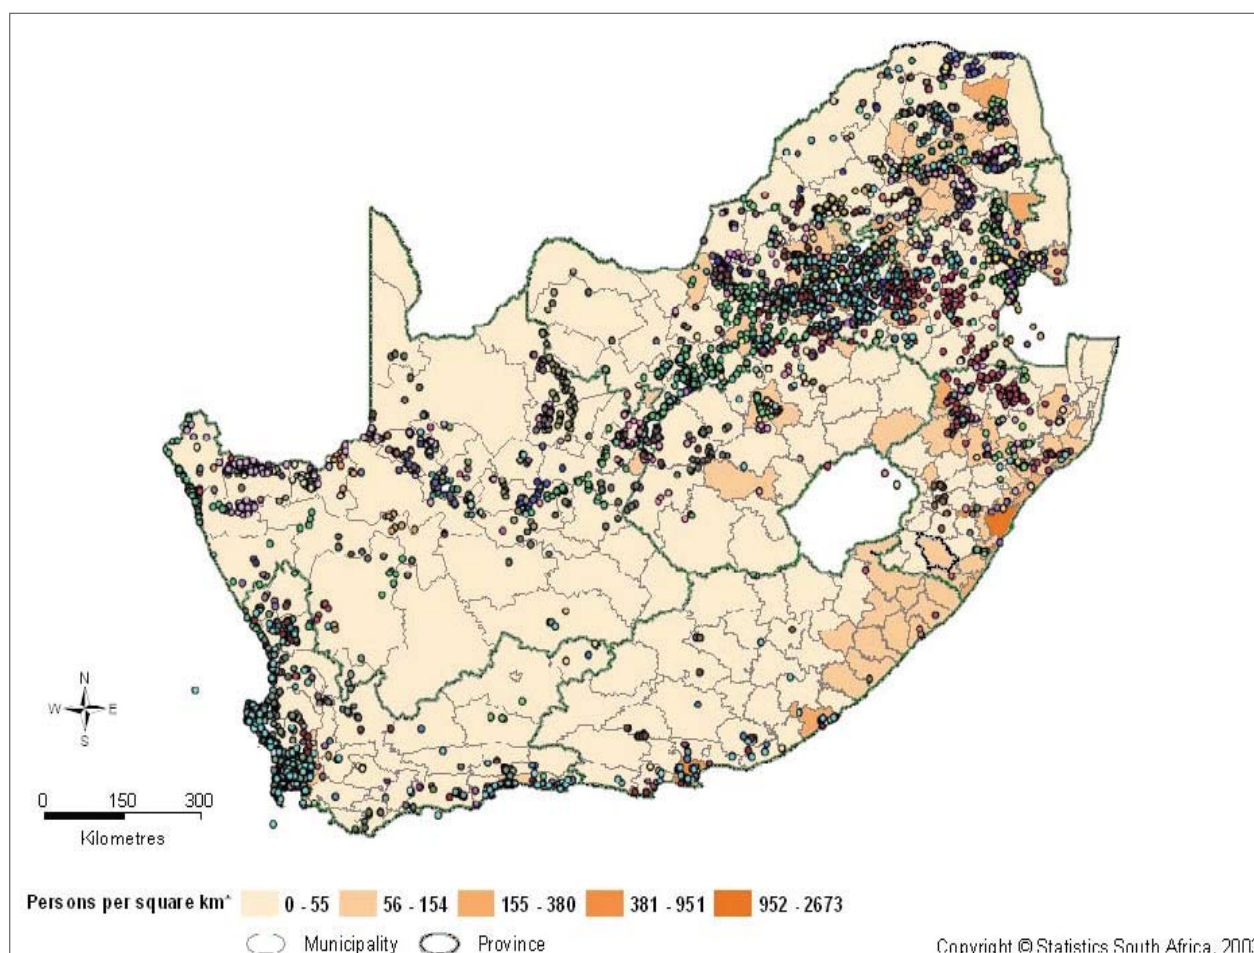 N
W E
S
0 150 300
Kilometres
Persons per square km* 0 - 55 56 - 154 155 - 380 381 - 951 952 - 2673
Municipality Province
Copyright © Statistics South Africa, 200